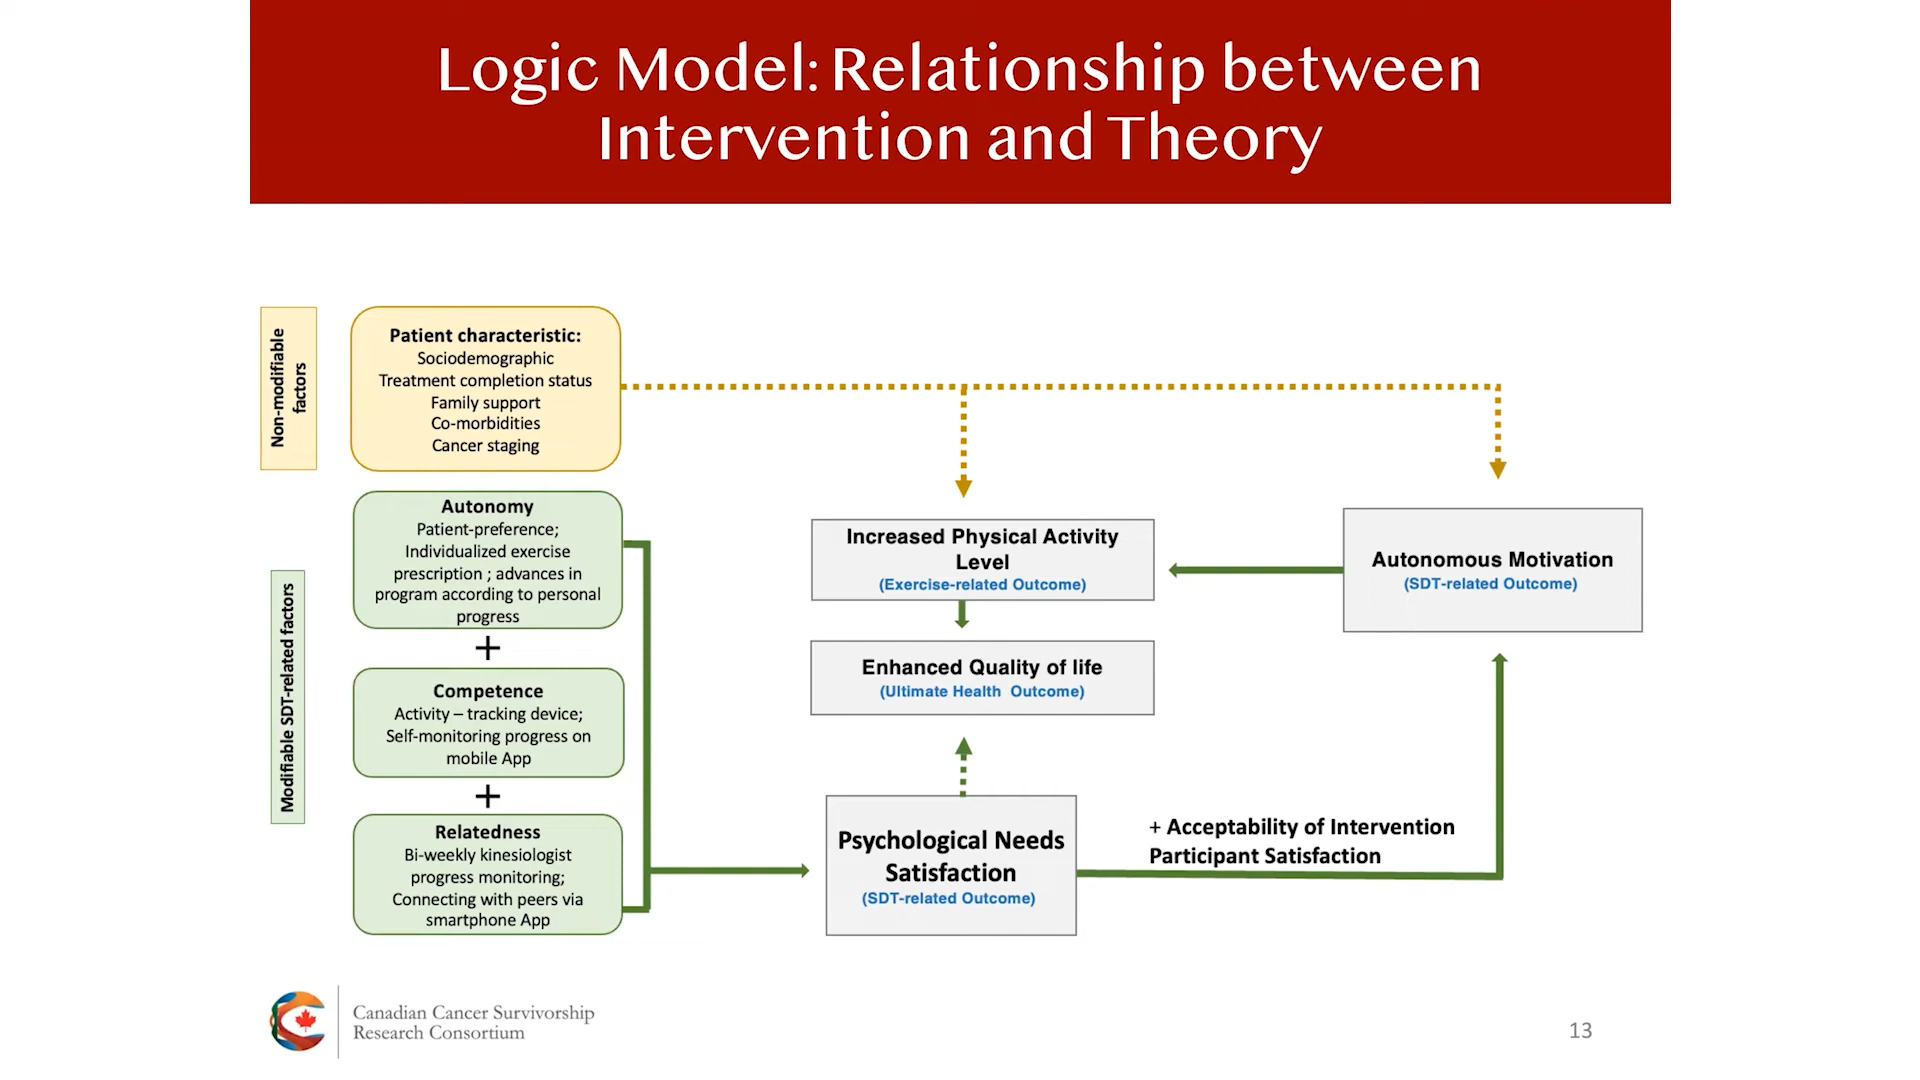 Logic Model: Relationship between
Intervention and Theory
Non-modifiable
factors
Patient characteristic:
Sociodemographic
Treatment completion status
Family support
Co-morbidities
Cancer staging
Modifiable SDT-related factors
Autonomy
Patient-preference;
Individualized exercise
prescription ; advances in
program according to personal
progress
+
Competence
Activity – tracking device;
Self-monitoring progress on
mobile App
+
Relatedness
Bi-weekly kinesiologist
progress monitoring;
Connecting with peers via
smartphone App
Increased Physical Activity
Level
(Exercise-related Outcome)
Enhanced Quality of life
(Ultimate Health  Outcome)
Psychological Needs
Satisfaction
(SDT-related Outcome)
+ Acceptability of Intervention
Participant Satisfaction
Autonomous Motivation
(SDT-related Outcome)
Canadian Cancer Survivorship
Research Consortium
13